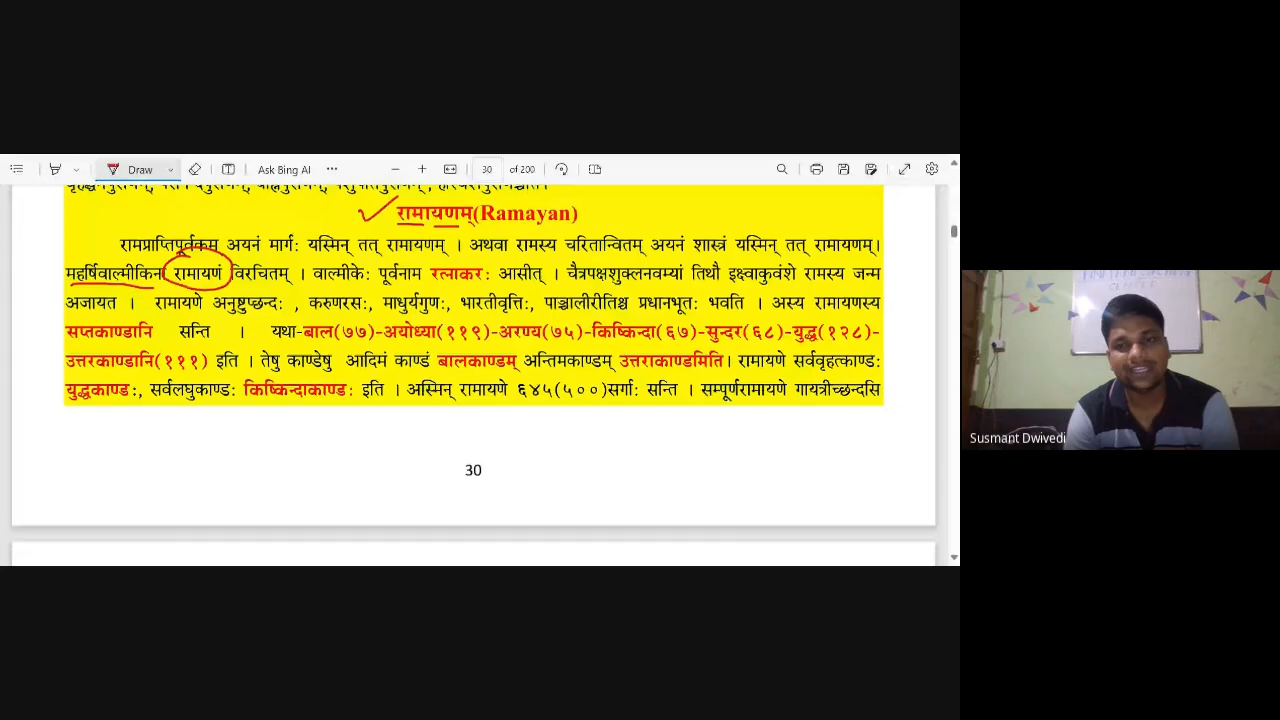 Draw
30
of 200
Ask Bing AI
रामायणम्(Ramayan)
रामप्राप्तिपूर्वकम् अयनं मार्गः यस्मिन् तत् रामायणम् । अथवा रामस्य चरितान्वितम् अयनं शास्त्रं यस्मिन् तत् रामायणम्।
महर्षिवाल्मीकिना रामायणं विरचितम् । वाल्मीकेः पूर्वनाम रत्नाकरः आसीत् । चैत्रपक्षशुक्लनवम्यां तिथौ इक्ष्वाकुवंशे रामस्य जन्म
अजायत । रामायणे अनुष्टुप्छन्दः , करुणरसः, माधुर्यगुणः, भारतीवृत्तिः, पाञ्चालीरीतिश्च प्रधानभूतः भवति । अस्य रामायणस्य
सप्तकाण्डानि सन्ति । यथा-बाल(७७)-अयोध्या(११९)-अरण्य(७५)-किष्किन्दा(६७)-सुन्दर(६८)-युद्ध(१२८)-
उत्तरकाण्डानि(१११) इति । तेषु काण्डेषु आदिमं काण्डं बालकाण्डम् अन्तिमकाण्डम् उत्तराकाण्डमिति। रामायणे सर्ववृहत्काण्डः
युद्धकाण्डः, सर्वलघुकाण्डः किष्किन्दाकाण्डः इति । अस्मिन् रामायणे ६४५(५००)सर्गाः सन्ति । सम्पूर्णरामायणे गायत्रीच्छन्दसि
30
Susmant Dwivedi